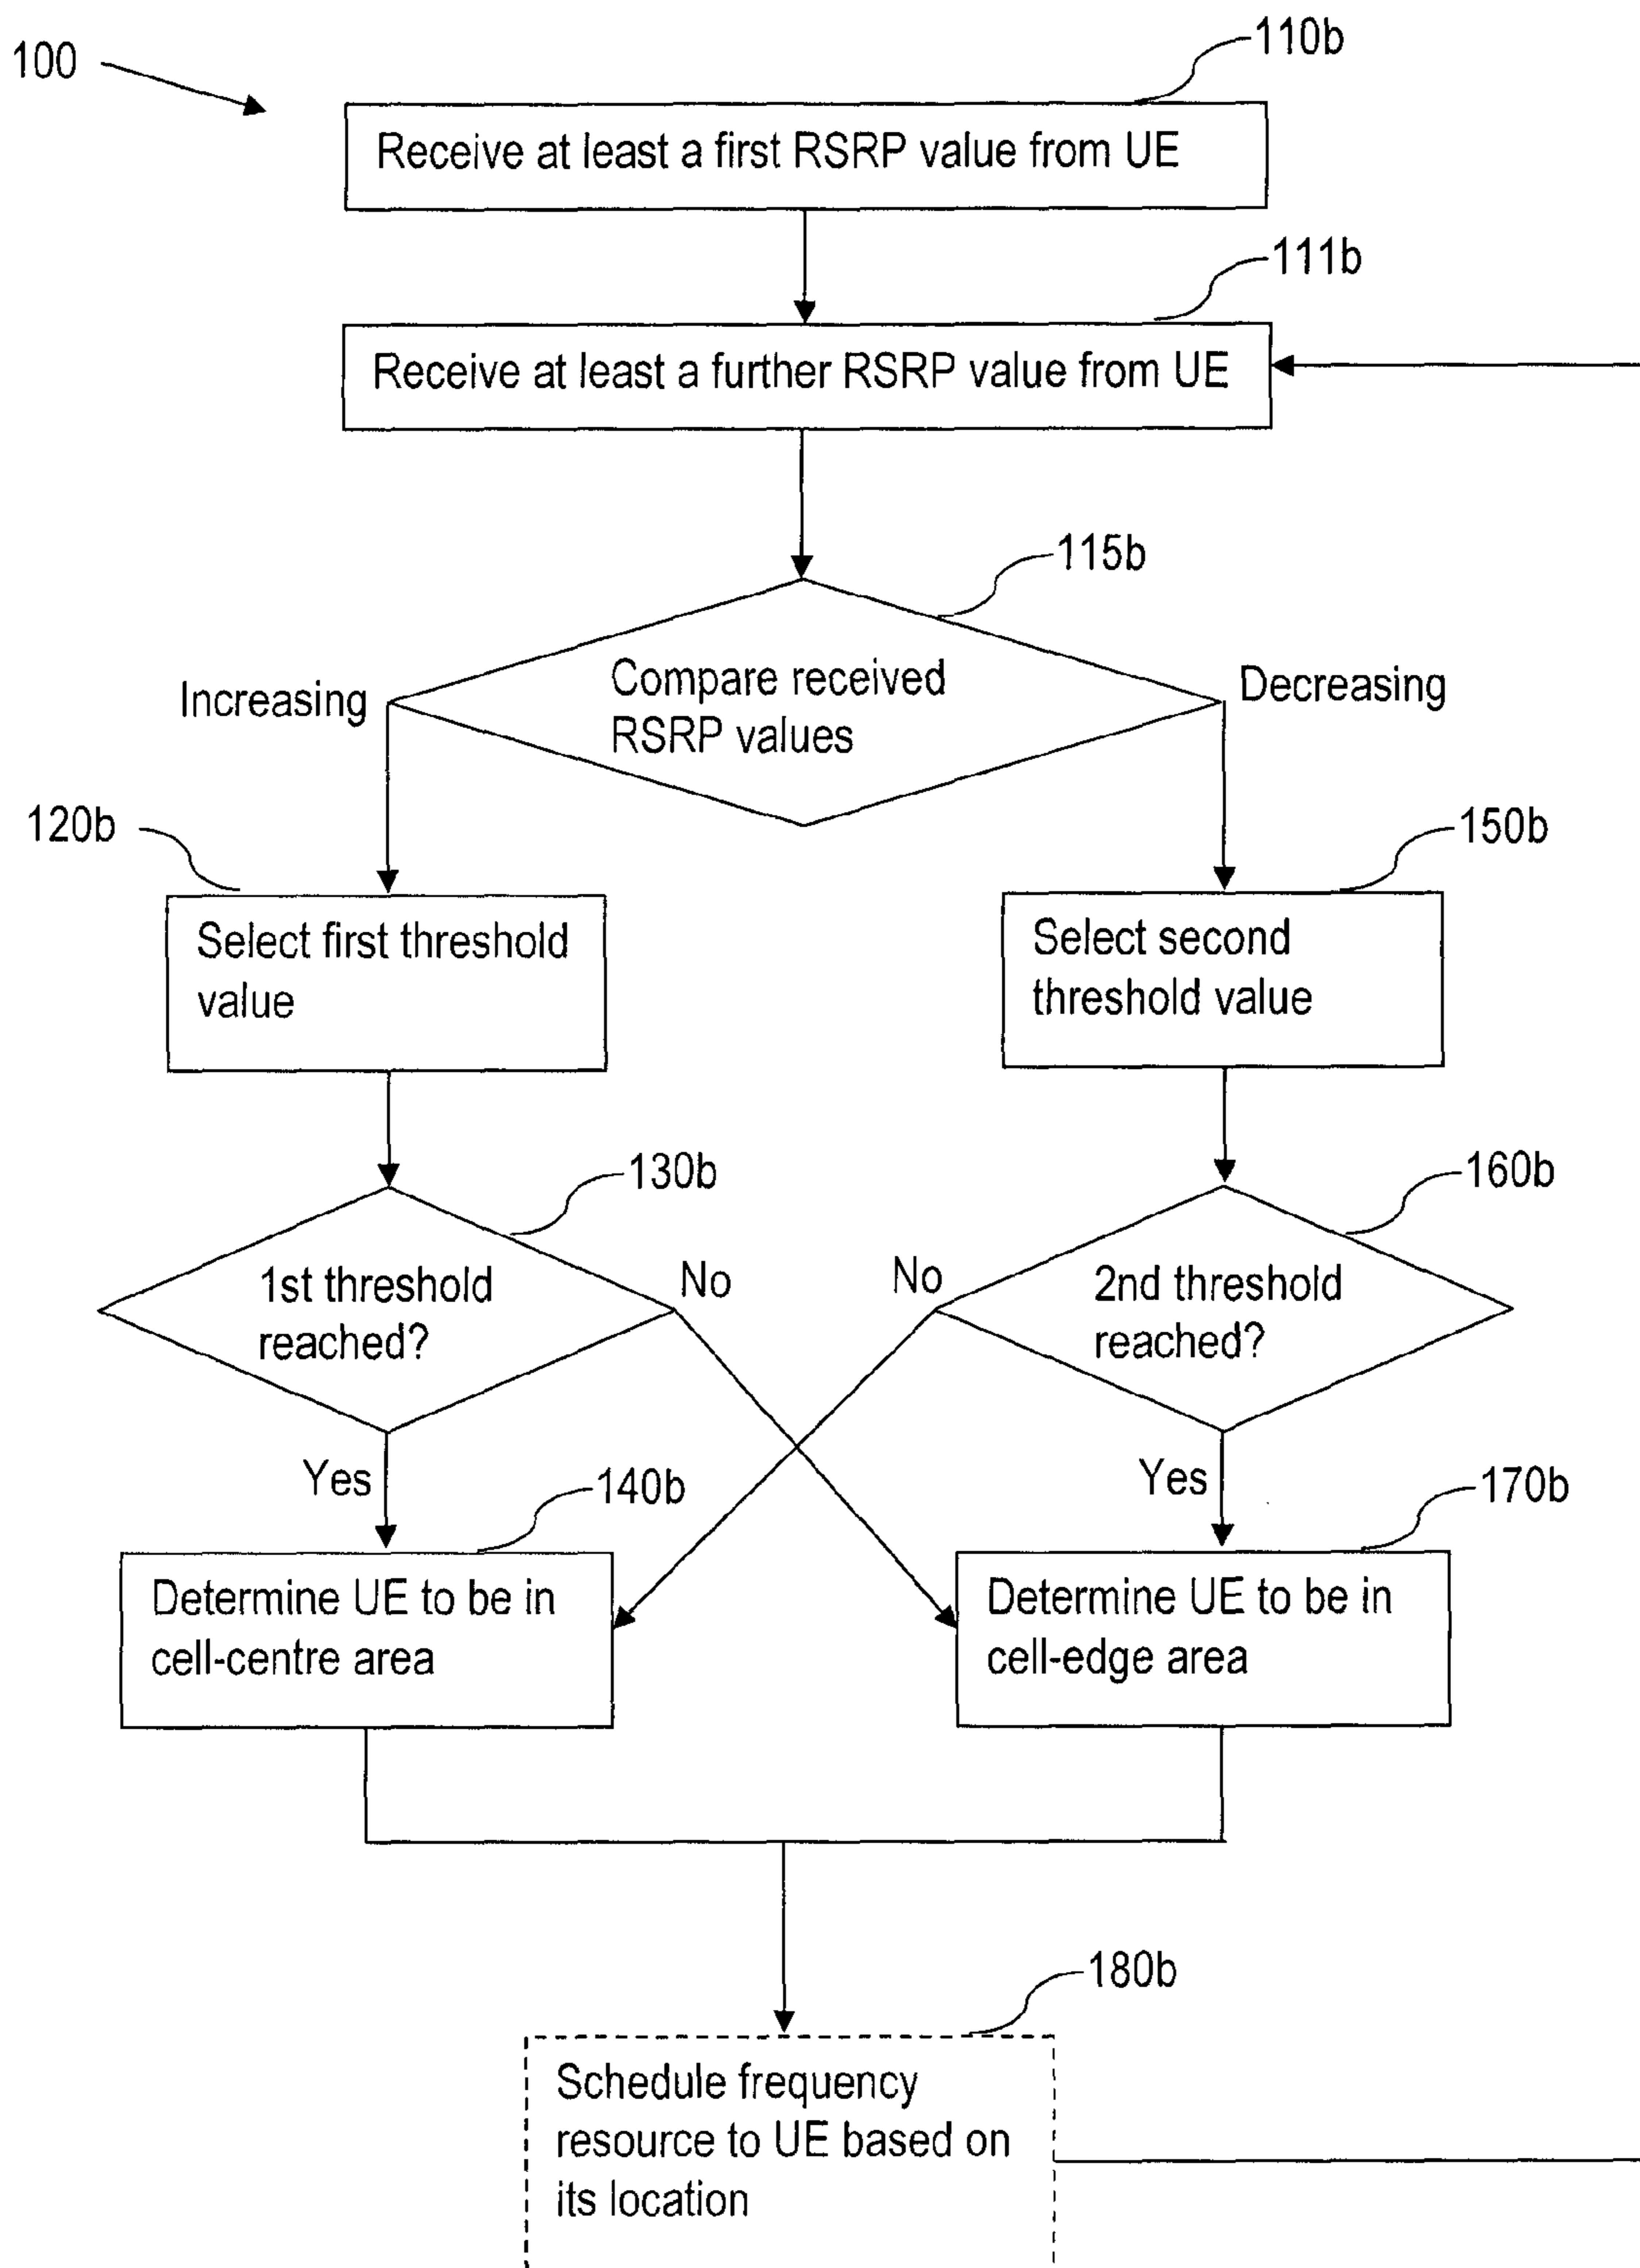 100
110b
Receive at least a first RSRP value from UE
111b
Receive at least a further RSRP value from UE
115b
Compare received
RSRP values
Increasing
Decreasing
120b
150b
Select first threshold
value
Select second
threshold value
130b
160b
1st threshold
reached?
No
No
2nd threshold
reached?
Yes
140b
Yes
170b
Determine UE to be in
cell-centre area
Determine UE to be in
cell-edge area
180b
Schedule frequency
resource to UE based on
its location